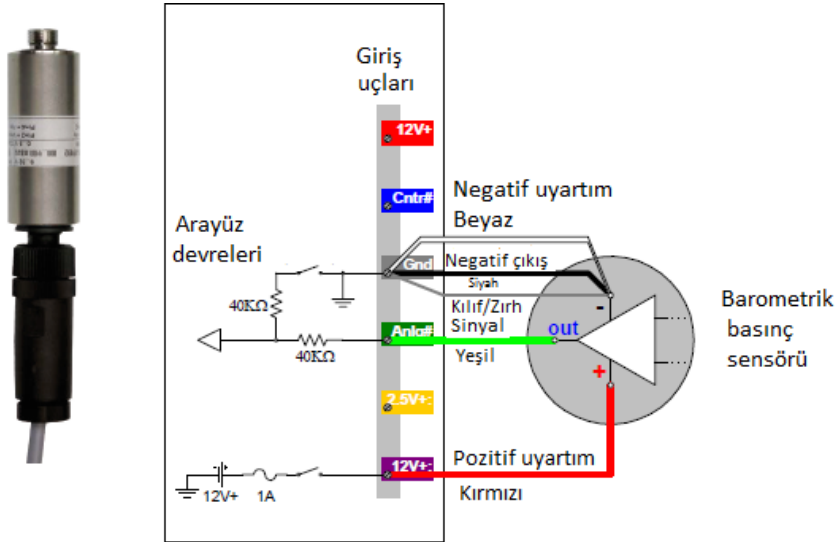 Giriş
uçları
12V+
Cntr#
Negatif uyartım
Beyaz
Arayüz
devreleri
Gnd
Negatif çıkış
Siyah
Kılıf/Zırh
40KΩ
Anlg#
Sinyal
out
40KΩ
Yeşil
-
+
Barometrik
basınç
sensörü
2.5V+:
12V+:
Pozitif uyartım
Kırmızı
12V+
1A